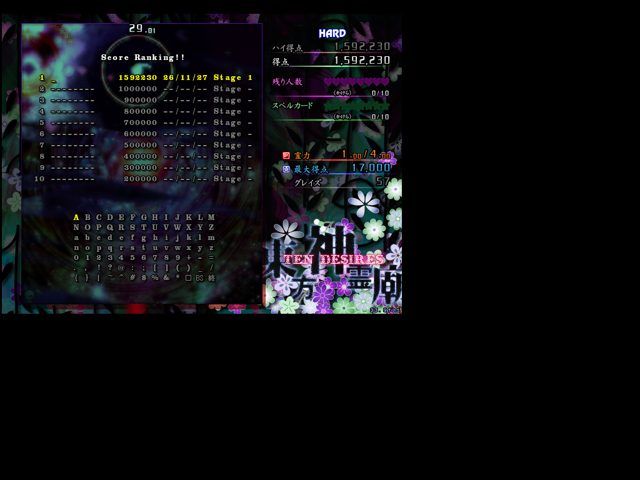 29.01
HARD
Score Ranking!!
ハイ得点 1,592,230
得点 1,592,230
1 _ 1592230 26/11/27 Stage 1
2 -------- 1000000 --/--/-- Stage -
3 -------- 900000 --/--/-- Stage -
4 -------- 800000 --/--/-- Stage -
5 -------- 700000 --/--/-- Stage -
6 -------- 600000 --/--/-- Stage -
7 -------- 500000 --/--/-- Stage -
8 -------- 400000 --/--/-- Stage -
9 -------- 300000 --/--/-- Stage -
10 -------- 200000 --/--/-- Stage -
残り人数
0/10
スペルカード
0/10
霊力 1.00/4.00
最大得点 17,000
グレイズ 57
A B C D E F G H I J K L M
N O P Q R S T U V W X Y Z
a b c d e f g h i j k l m
n o p q r s t u v w x y z
0 1 2 3 4 5 6 7 8 9 + - =
. , ! ? @ : ; [ ] ( ) _ /
{ } | ~ ^ # $ % & *
終
東方神霊廟
TEN DESIRES